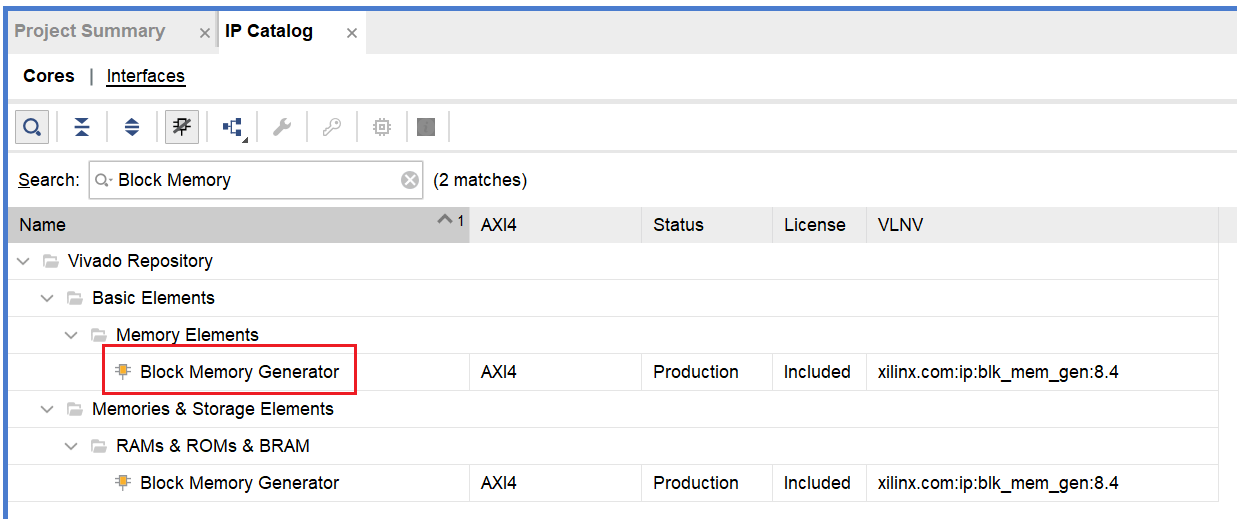 Project Summary × IP Catalog ×
Cores | Interfaces
Search: Block Memory (2 matches)
Name 1 AXI4 Status License VLNV
Vivado Repository
Basic Elements
Memory Elements
Block Memory Generator AXI4 Production Included xilinx.com:ip:blk_mem_gen:8.4
Memories & Storage Elements
RAMs & ROMs & BRAM
Block Memory Generator AXI4 Production Included xilinx.com:ip:blk_mem_gen:8.4